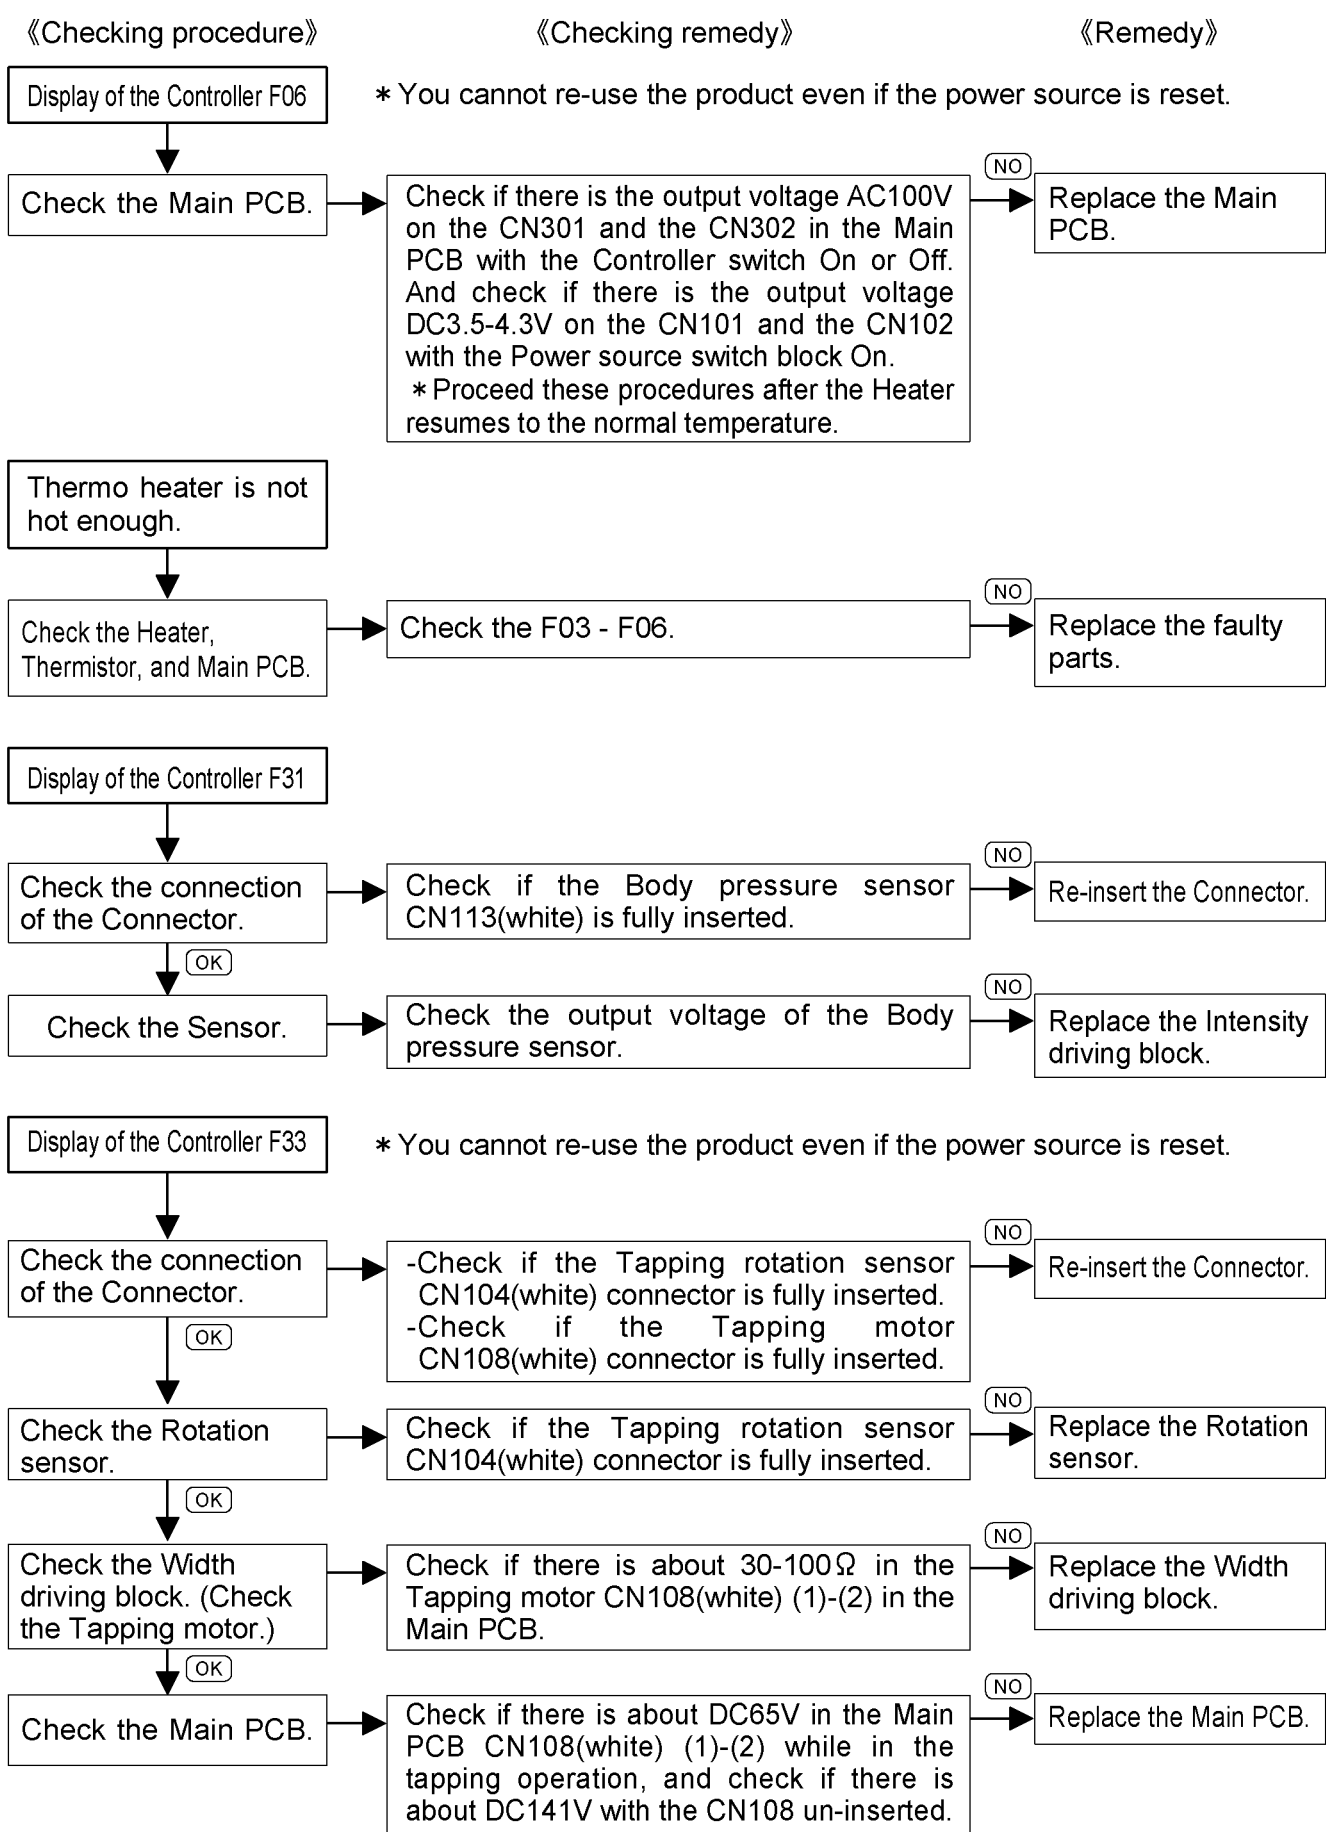 《Checking procedure》
《Checking remedy》
《Remedy》
Display of the Controller F06
* You cannot re-use the product even if the power source is reset.
Check the Main PCB.
Check if there is the output voltage AC100V
on the CN301 and the CN302 in the Main
PCB with the Controller switch On or Off.
And check if there is the output voltage
DC3.5-4.3V on the CN101 and the CN102
with the Power source switch block On.
* Proceed these procedures after the Heater
resumes to the normal temperature.
NO
Replace the Main
PCB.
Thermo heater is not
hot enough.
Check the Heater,
Thermistor, and Main PCB.
Check the F03 - F06.
NO
Replace the faulty
parts.
Display of the Controller F31
Check the connection
of the Connector.
Check if the Body pressure sensor
CN113(white) is fully inserted.
NO
Re-insert the Connector.
OK
Check the Sensor.
Check the output voltage of the Body
pressure sensor.
NO
Replace the Intensity
driving block.
Display of the Controller F33
* You cannot re-use the product even if the power source is reset.
Check the connection
of the Connector.
-Check if the Tapping rotation sensor
CN104(white) connector is fully inserted.
-Check if the Tapping motor
CN108(white) connector is fully inserted.
NO
Re-insert the Connector.
OK
Check the Rotation
sensor.
Check if the Tapping rotation sensor
CN104(white) connector is fully inserted.
NO
Replace the Rotation
sensor.
OK
Check the Width
driving block. (Check
the Tapping motor.)
Check if there is about 30-100Ω in the
Tapping motor CN108(white) (1)-(2) in the
Main PCB.
NO
Replace the Width
driving block.
OK
Check the Main PCB.
Check if there is about DC65V in the Main
PCB CN108(white) (1)-(2) while in the
tapping operation, and check if there is
about DC141V with the CN108 un-inserted.
NO
Replace the Main PCB.